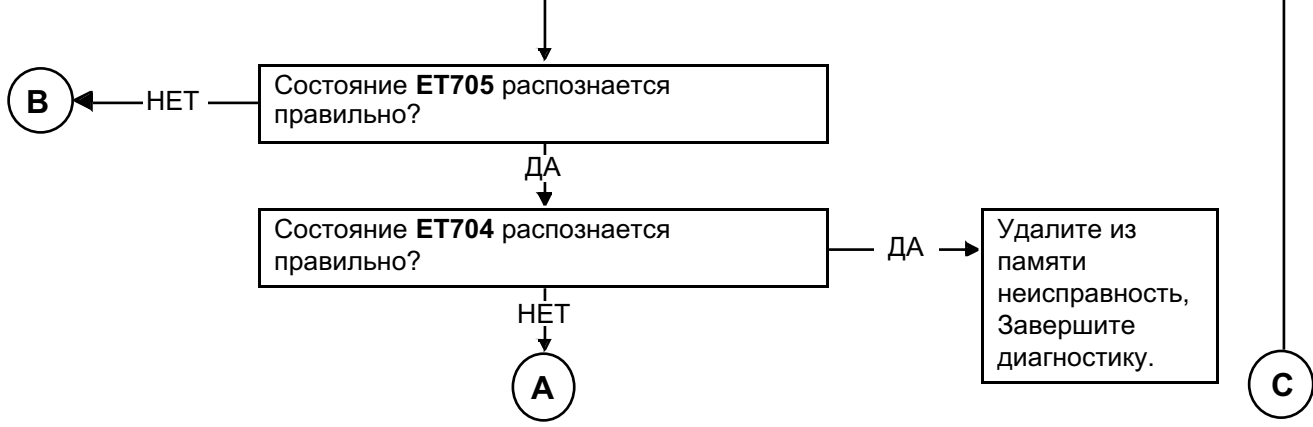 Состояние ET705 распознается
правильно?
B
НЕТ
ДА
Состояние ET704 распознается
правильно?
ДА
Удалите из
памяти
неисправность,
Завершите
диагностику.
НЕТ
A
C